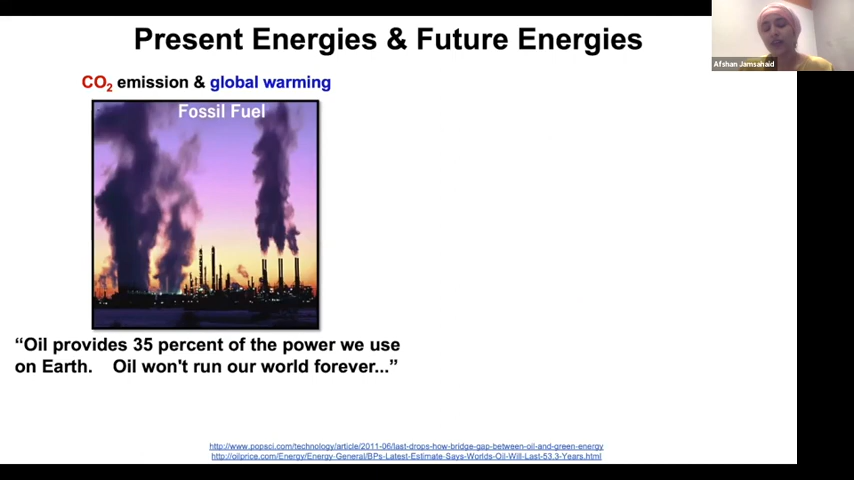 Present Energies & Future Energies
Afshan Jamsahaid
CO2 emission & global warming
Fossil Fuel
“Oil provides 35 percent of the power we use
on Earth. Oil won't run our world forever...”
http://www.popsci.com/technology/article/2011-06/last-drops-how-bridge-gap-between-oil-and-green-energy
http://oilprice.com/Energy/Energy-General/BPs-Latest-Estimate-Says-Worlds-Oil-Will-Last-53.3-Years.html